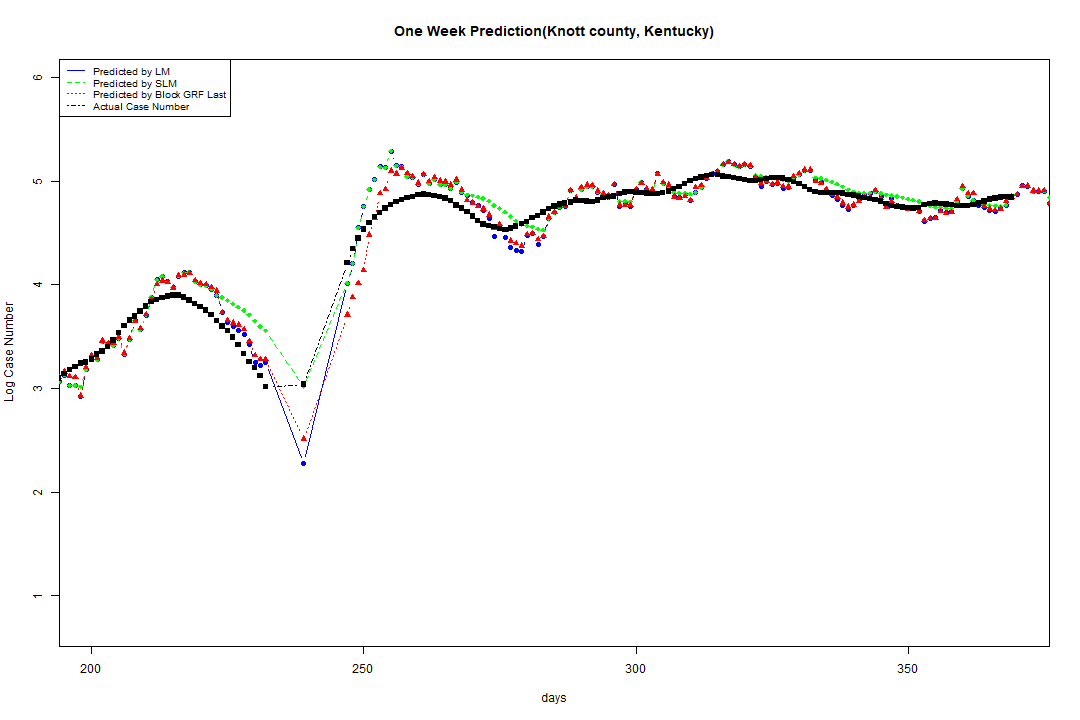 One Week Prediction(Knott county, Kentucky)
Predicted by LM
Predicted by SLM
Predicted by Block GRF Last
Actual Case Number
6
5
4
3
2
1
Log Case Number
200
250
300
350
days